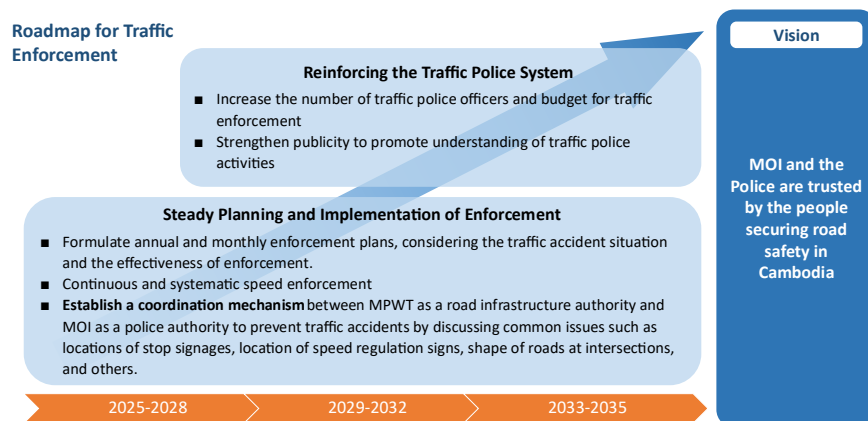 Roadmap for Traffic
Enforcement
Reinforcing the Traffic Police System
■ Increase the number of traffic police officers and budget for traffic
enforcement
■ Strengthen publicity to promote understanding of traffic police
activities
Steady Planning and Implementation of Enforcement
■ Formulate annual and monthly enforcement plans, considering the traffic accident situation
and the effectiveness of enforcement.
■ Continuous and systematic speed enforcement
■ Establish a coordination mechanism between MPWT as a road infrastructure authority and
MOI as a police authority to prevent traffic accidents by discussing common issues such as
locations of stop signages, location of speed regulation signs, shape of roads at intersections,
and others.
2025-2028
2029-2032
2033-2035
Vision
MOI and the
Police are trusted
by the people
securing road
safety in
Cambodia